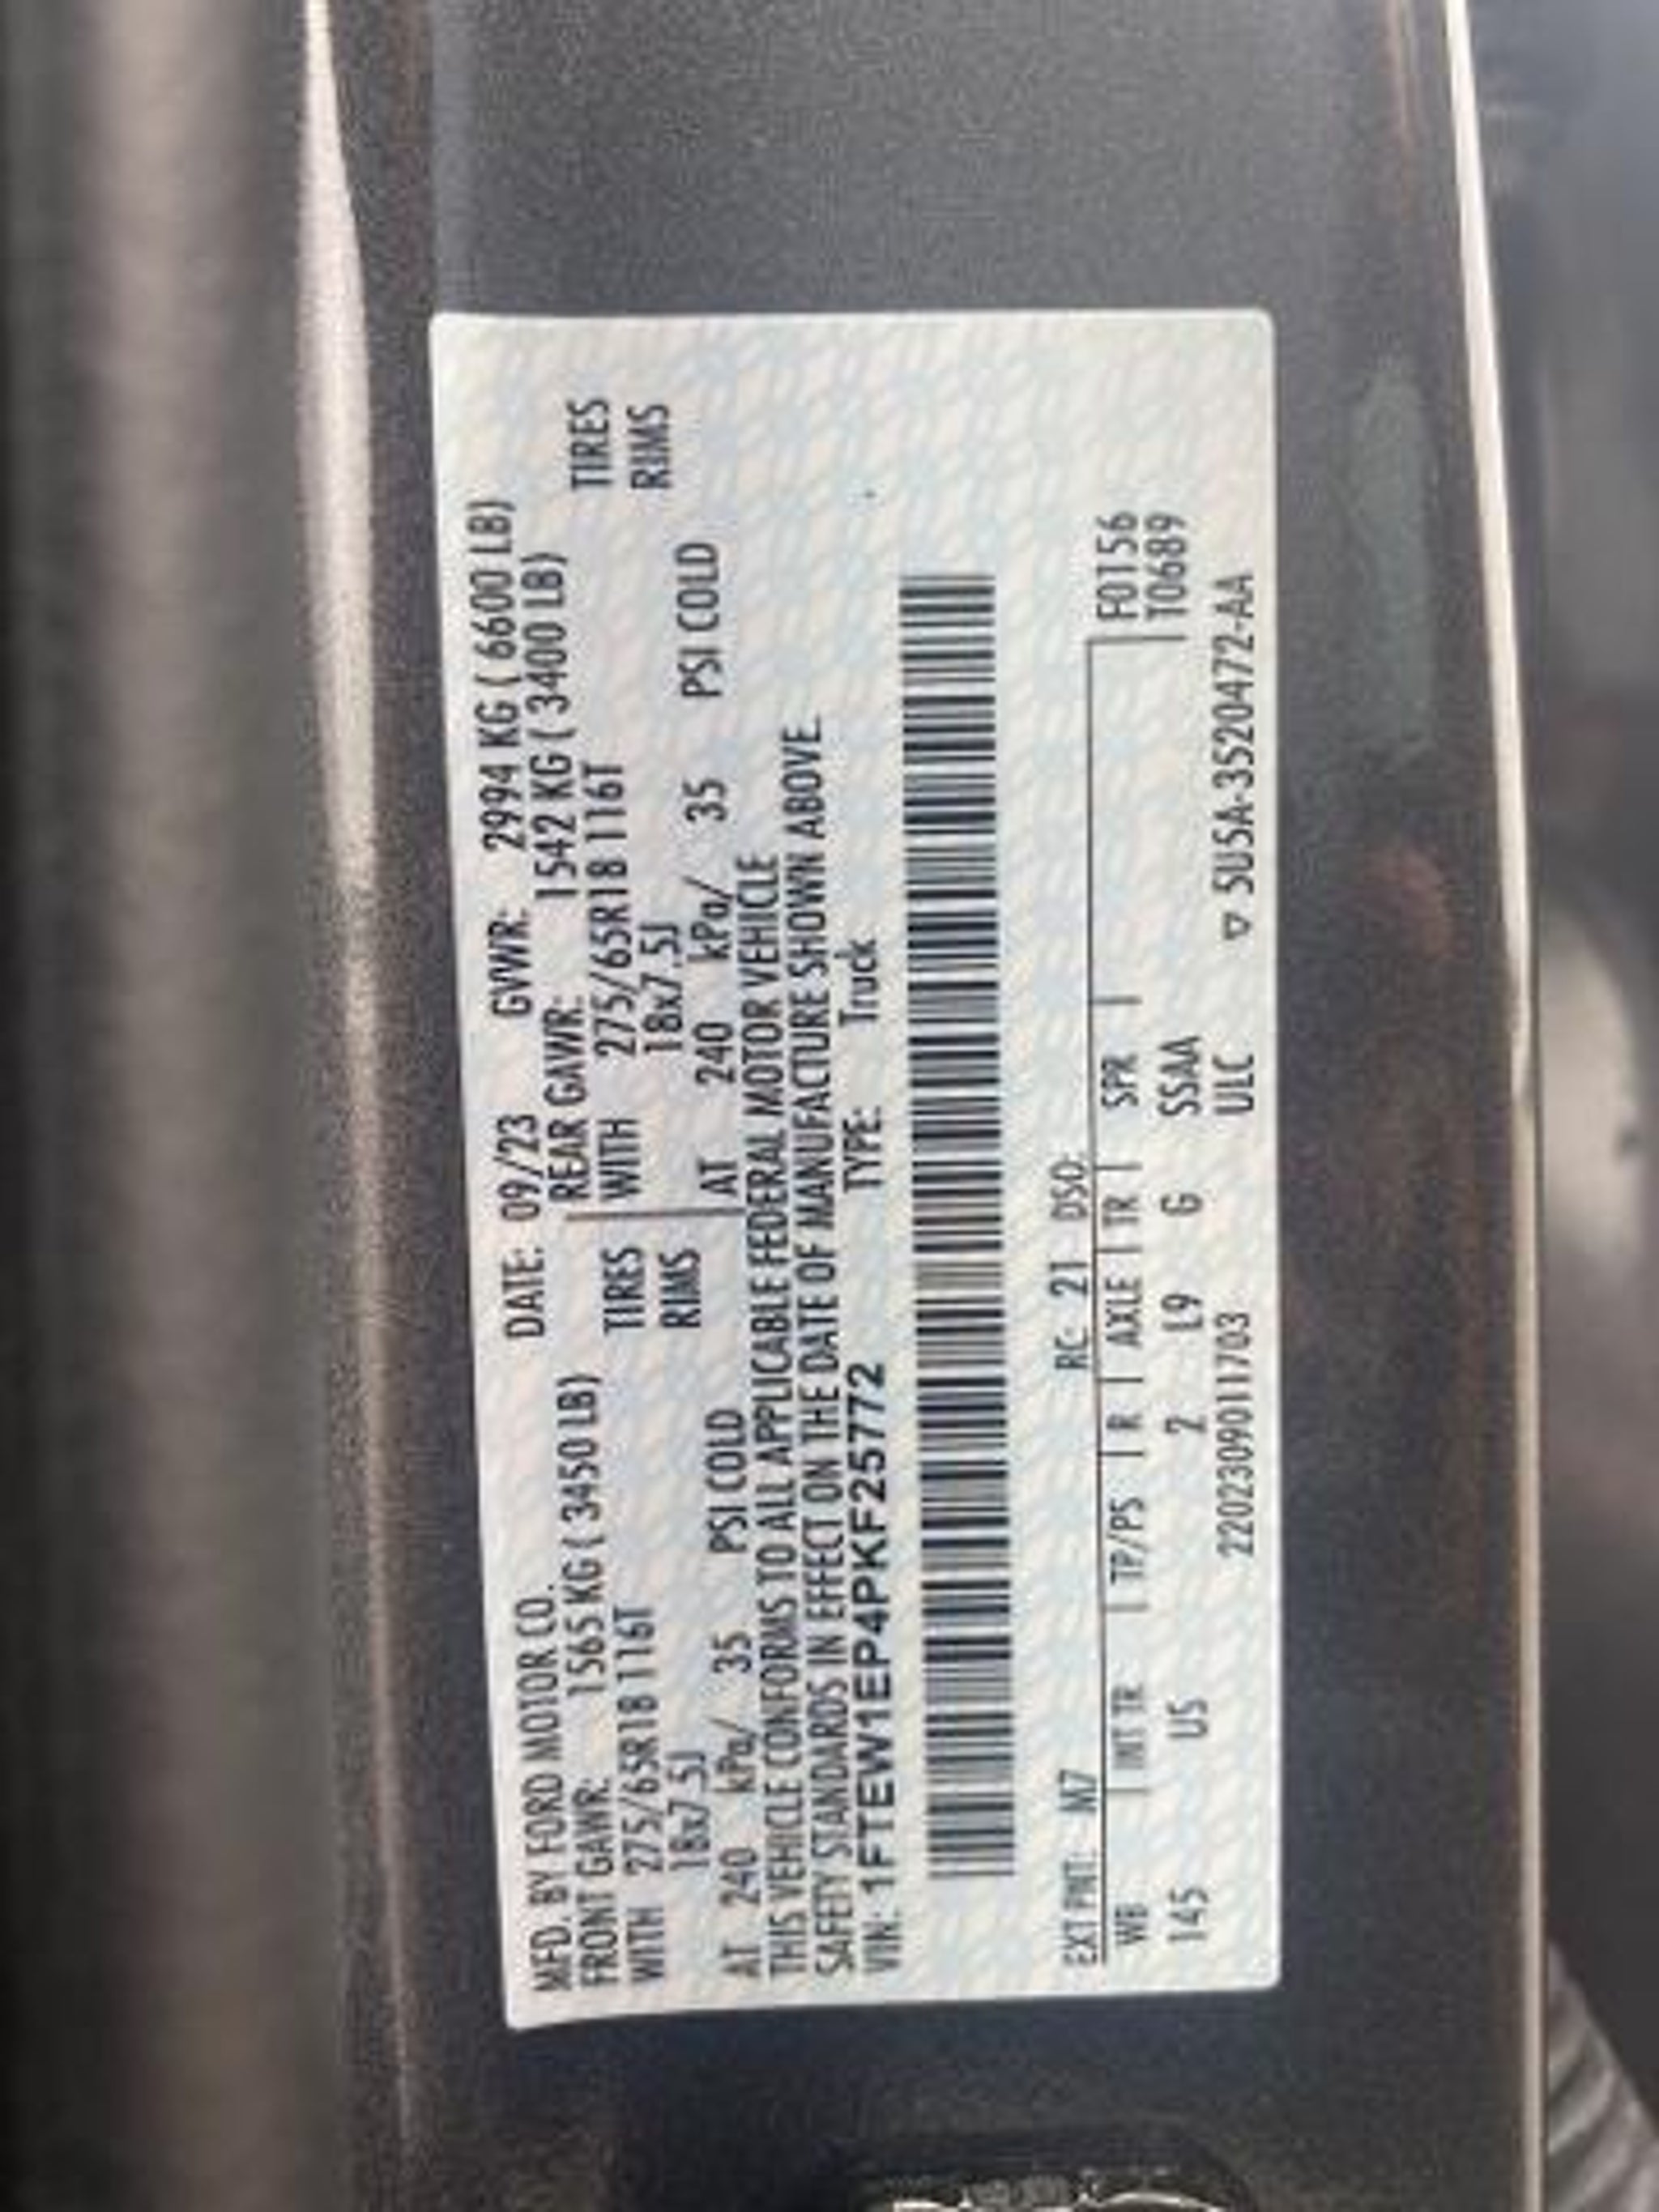 MFD. BY FORD MOTOR CO. DATE: 09/23 GVWR: 2994 KG ( 6600 LB)
FRONT GAWR: 1565 KG ( 3450 LB) REAR GAWR: 1542 KG ( 3400 LB)
WITH 275/65R18 116T TIRES WITH 275/65R18 116T TIRES
18x7.5J RIMS 18x7.5J RIMS
AT 240 kPa/ 35 PSI COLD AT 240 kPa/ 35 PSI COLD
THIS VEHICLE CONFORMS TO ALL APPLICABLE FEDERAL MOTOR VEHICLE
SAFETY STANDARDS IN EFFECT ON THE DATE OF MANUFACTURE SHOWN ABOVE.
VIN: 1FTEW1EP4PKF25772 TYPE: Truck
EXT PNT: M7 RC: 21 DSO:
WB | INT TR | TP/PS | R | AXLE | TR | SPR | F0156
145 US 2 L9 G SSAA T0689
220230901 11703 ULC ▽ 5U5A-3520472-AA